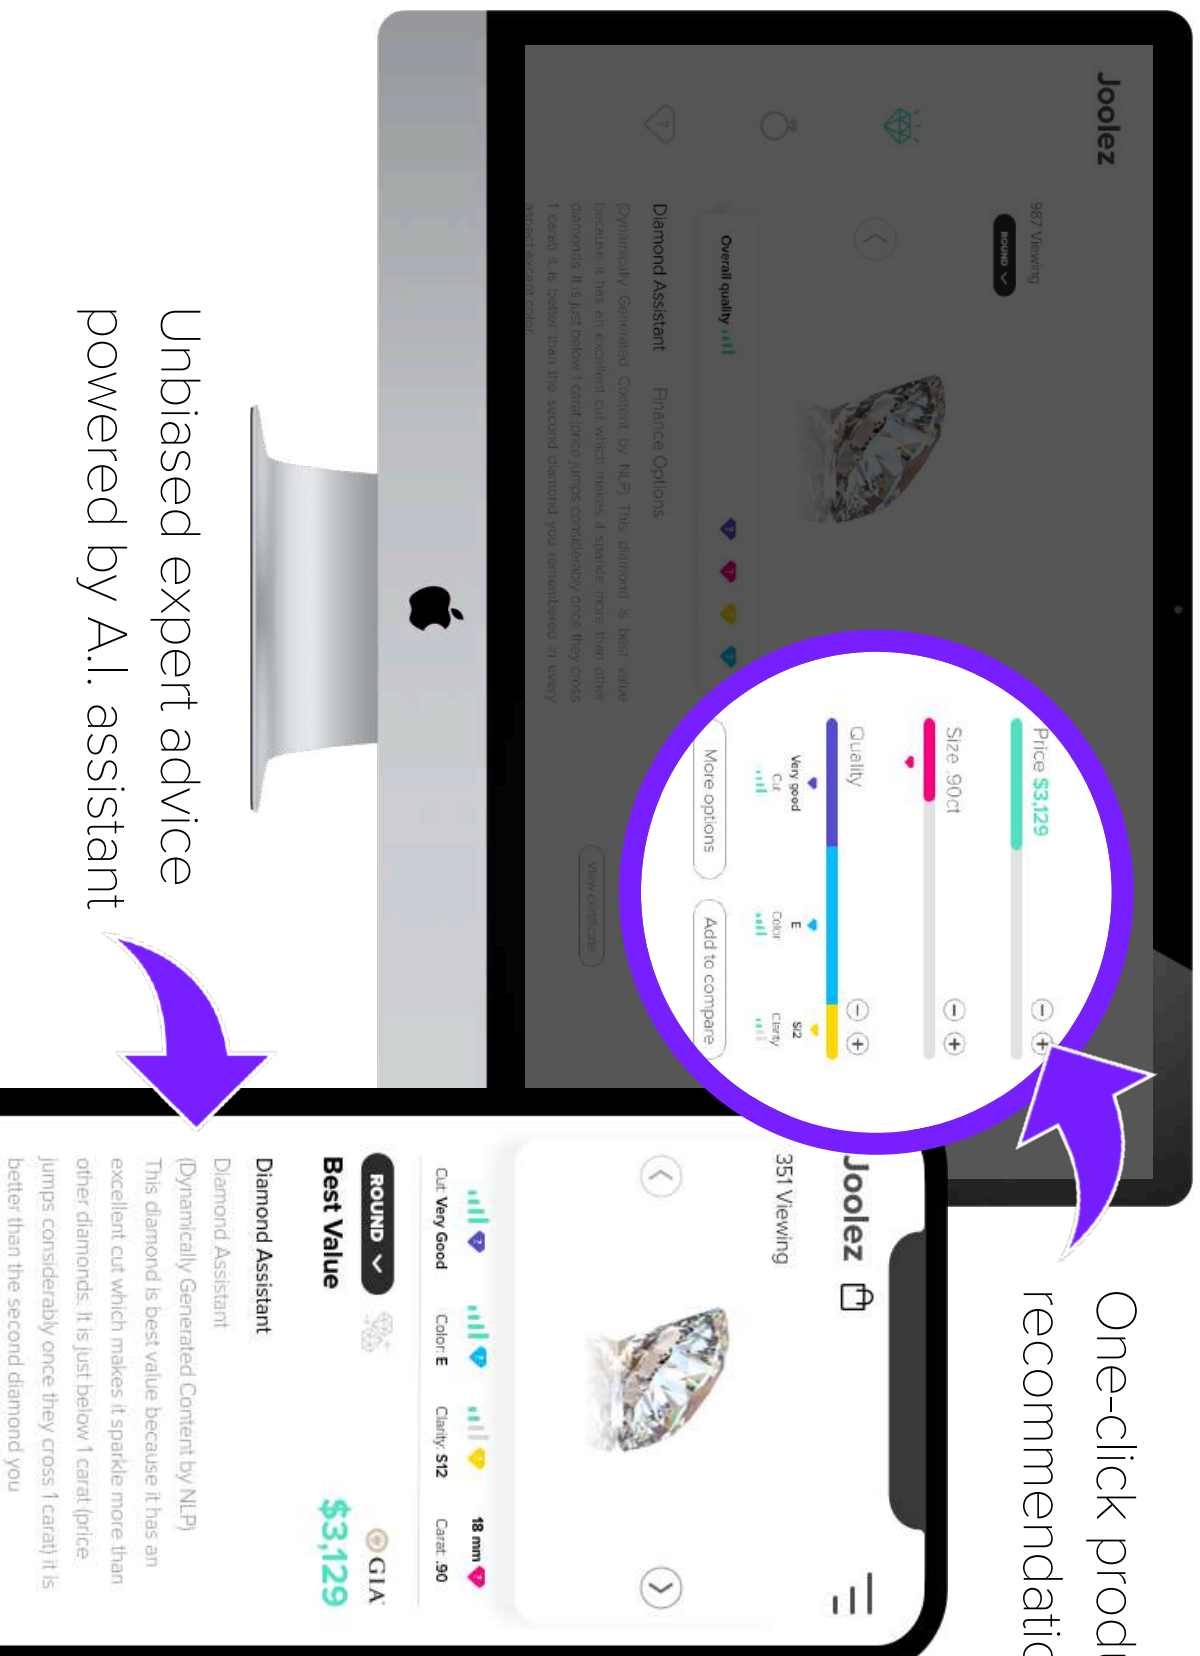 One-click produ
recommendatio
Joolez
987 Viewing
ROUND
Overall quality
Diamond Assistant Finance Options
(Dynamically Generated Content by NLP) This diamond is best value
because it has an excellent cut which makes it sparkle more than other
diamonds. It is just below 1 carat (price jumps considerably once they cross
1 carat) it is better than the second diamond you remembered in every
aspect except color.
View certificate
Price $3,129
Size .90ct
Quality
Very good E SI2
Cut Color Clarity
More options Add to compare
Unbiased expert advice
powered by A.I. assistant
Joolez
351 Viewing
18 mm
Cut: Very Good Color: E Clarity: S12 Carat: .90
ROUND GIA
Best Value $3,129
Diamond Assistant
Diamond Assistant
(Dynamically Generated Content by NLP)
This diamond is best value because it has an
excellent cut which makes it sparkle more than
other diamonds. It is just below 1 carat (price
jumps considerably once they cross 1 carat) it is
better than the second diamond you